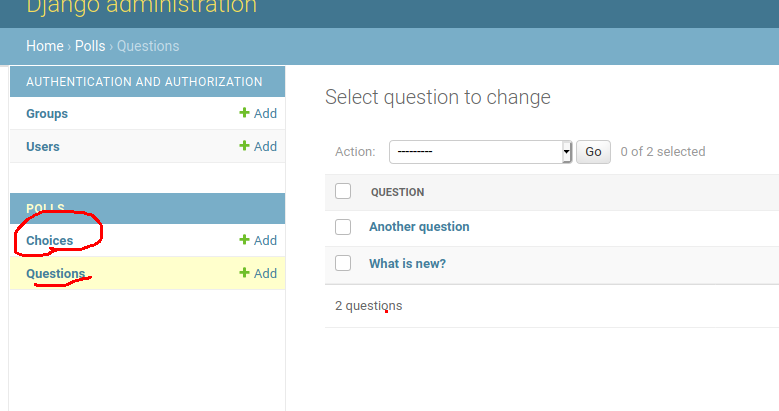 Django administration
Home › Polls › Questions
AUTHENTICATION AND AUTHORIZATION
Groups + Add
Users + Add
POLLS
Choices + Add
Questions + Add
Select question to change
Action: --------- Go 0 of 2 selected
QUESTION
Another question
What is new?
2 questions